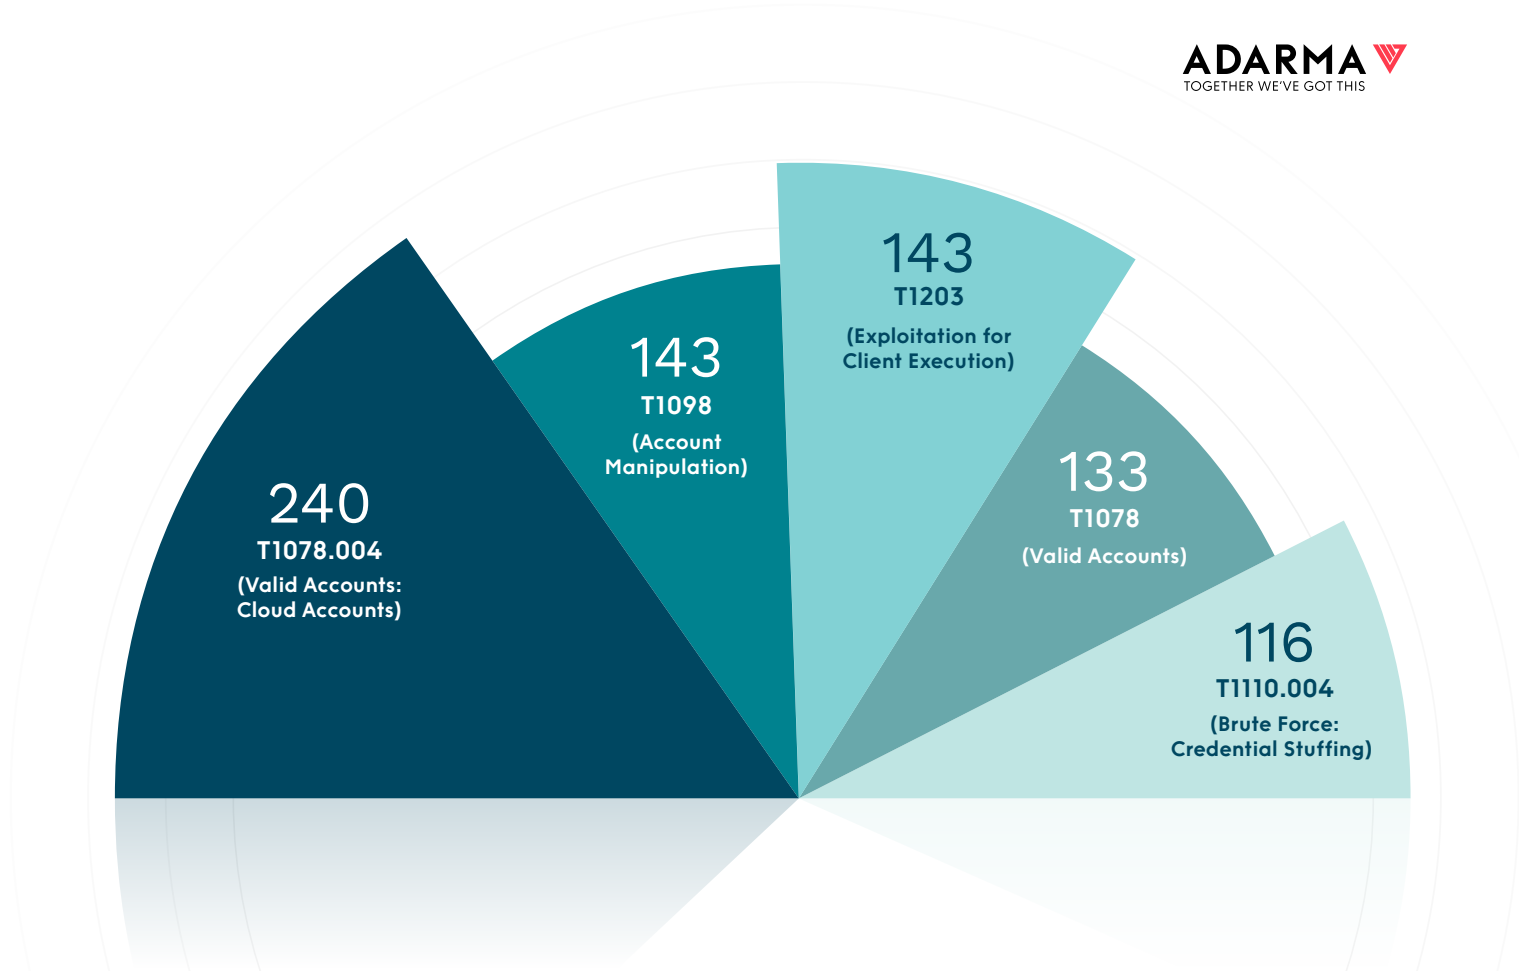 ADARMA
TOGETHER WE'VE GOT THIS
240
T1078.004
(Valid Accounts:
Cloud Accounts)
143
T1098
(Account
Manipulation)
143
T1203
(Exploitation for
Client Execution)
133
T1078
(Valid Accounts)
116
T1110.004
(Brute Force:
Credential Stuffing)